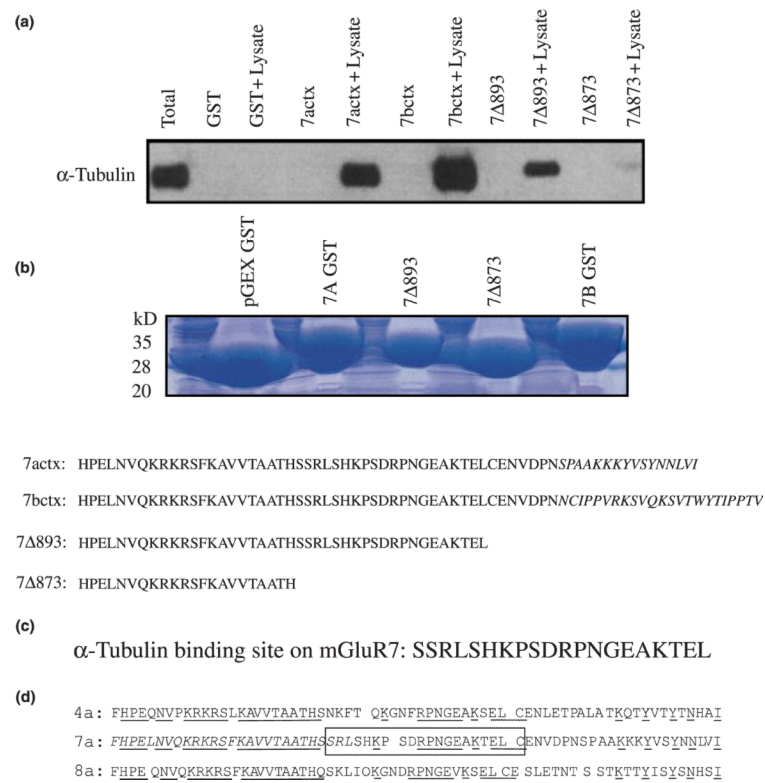 (a)
Total GST GST+Lysate 7actx 7actx+Lysate 7bctx 7bctx+Lysate 7Δ893 7Δ893+Lysate 7Δ873 7Δ873+Lysate
α-Tubulin
(b)
pGEX GST 7A GST 7Δ893 7Δ873 7B GST
kD
35
28
20
7actx: HPELNVQKRKRSFKAVVTAATHSSRLSHKPSDRPNGEAKTELCENVDPNSPAAKKKYVSYNNLVI
7bctx: HPELNVQKRKRSFKAVVTAATHSSRLSHKPSDRPNGEAKTELCENVDPNNCIPPVRKSVQKSVTWYTIPPTV
7Δ893: HPELNVQKRKRSFKAVVTAATHSSRLSHKPSDRPNGEAKTEL
7Δ873: HPELNVQKRKRSFKAVVTAATH
(c)
α-Tubulin binding site on mGluR7: SSRLSHKPSDRPNGEAKTEL
(d)
4a: FHPEQNVPKRKRSLKAVVTAATHSNKFT QKGNFRPNGEAKSEL CENLETPALATKQTYVTYTNHAI
7a: FHPELNVQKRKRSFKAVVTAATHSSRLSHKP SDRPNGEAKTEL CENVDPNSPAAKKKYVSYNNLVI
8a: FHPE QNVQKRKRSFKAVVTAATHQSKLIQKGNDRPNGEVKSELCE SLETNT S STKTTYISYSNHSI